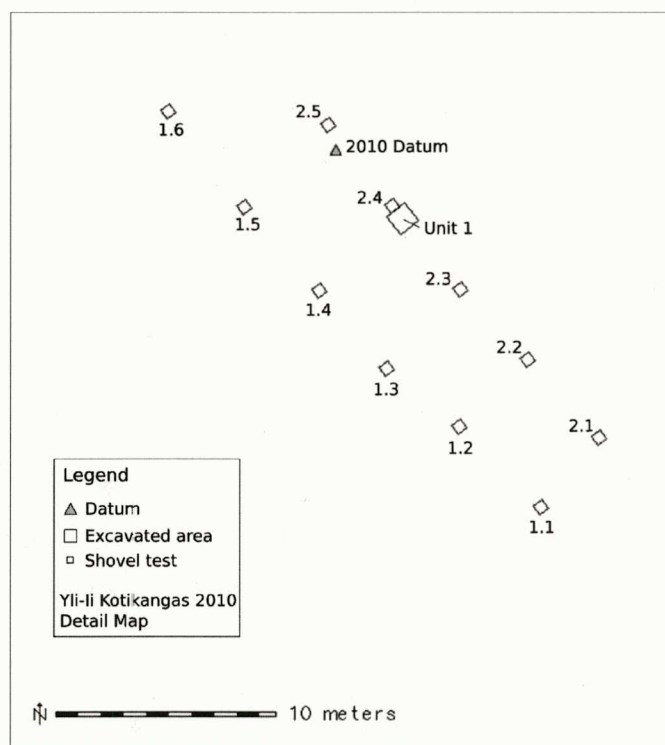 2.5
1.6
2010 Datum
2.4
1.5
Unit 1
2.3
1.4
2.2
1.3
2.1
1.2
1.1
Legend
Datum
Excavated area
Shovel test
Yli-Ii Kotikangas 2010
Detail Map
N
10 meters